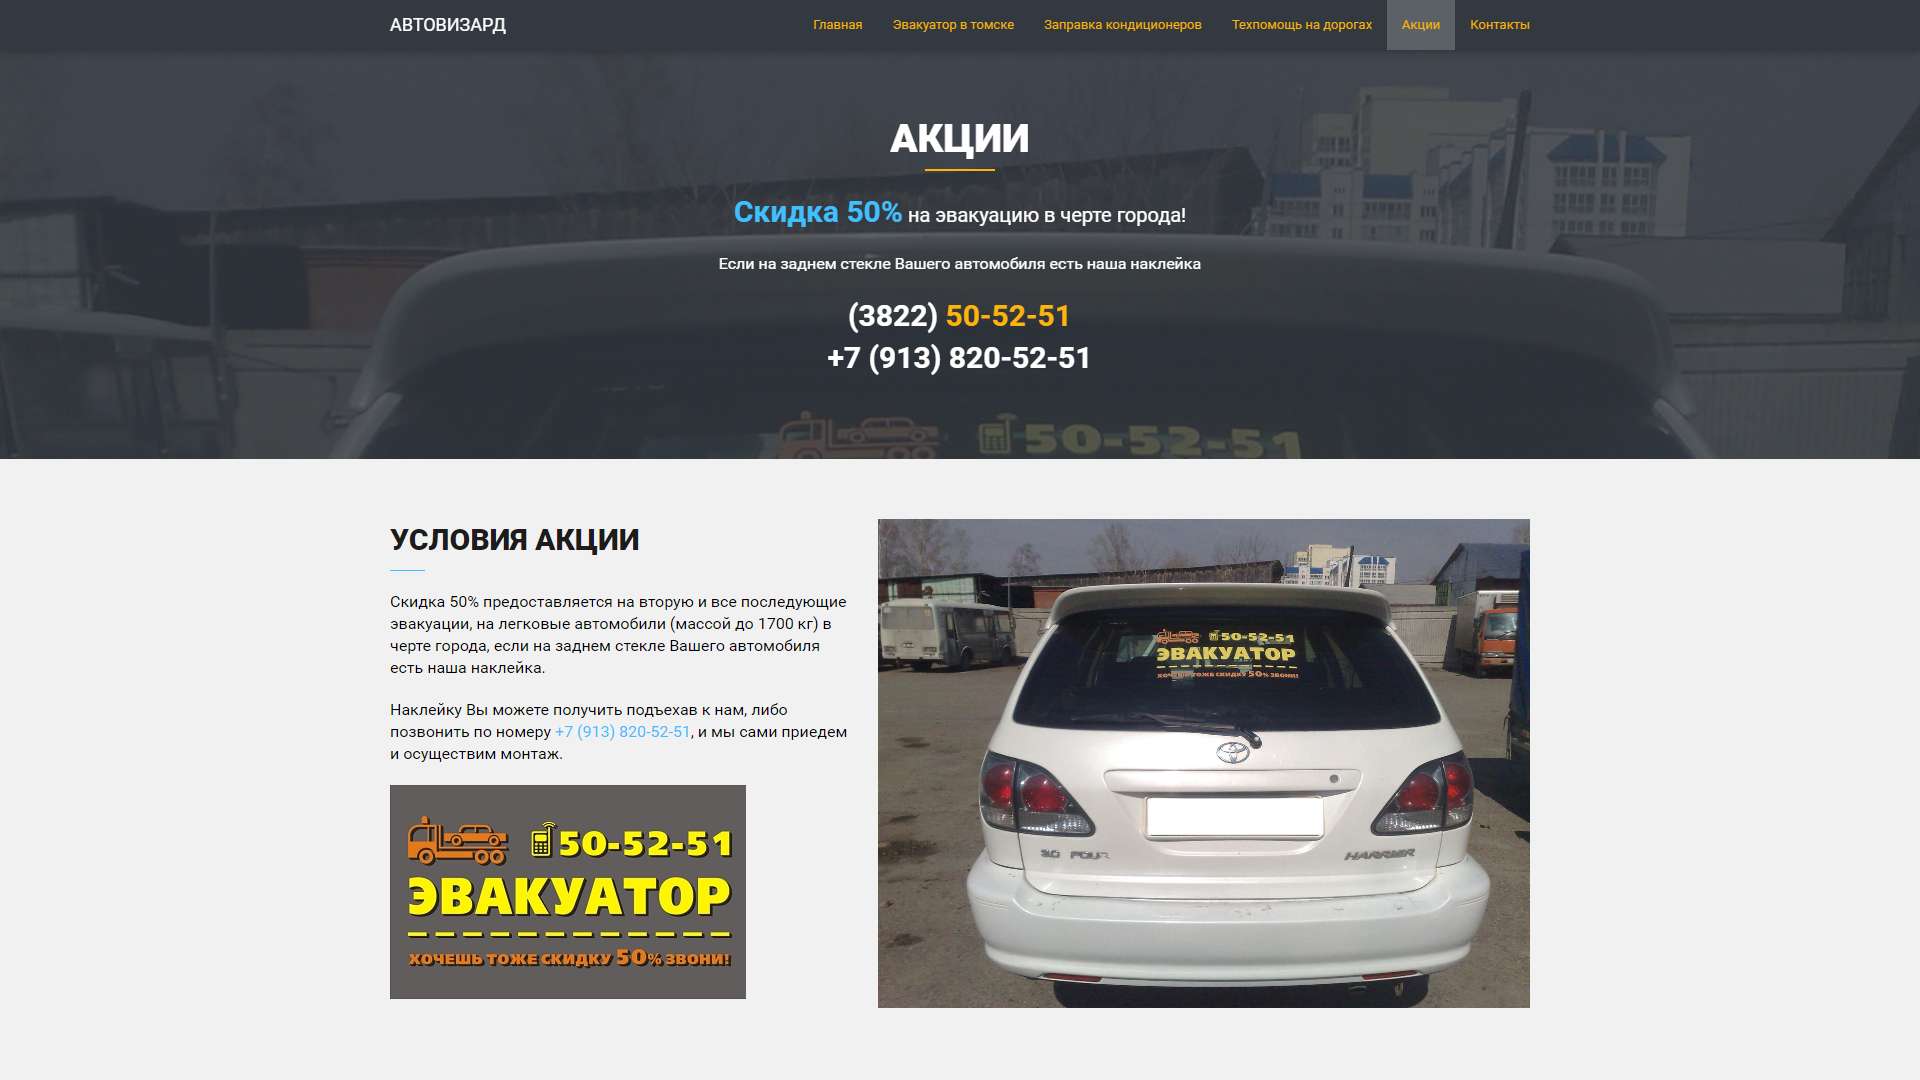 АВТОВИЗАРД
Главная
Эвакуатор в томске
Заправка кондиционеров
Техпомощь на дорогах
Акции
Контакты
АКЦИИ
Скидка 50% на эвакуацию в черте города!
Если на заднем стекле Вашего автомобиля есть наша наклейка
(3822) 50-52-51
+7 (913) 820-52-51
50-52-51
УСЛОВИЯ АКЦИИ
Скидка 50% предоставляется на вторую и все последующие
эвакуации, на легковые автомобили (массой до 1700 кг) в
черте города, если на заднем стекле Вашего автомобиля
есть наша наклейка.
Наклейку Вы можете получить подъехав к нам, либо
позвонить по номеру +7 (913) 820-52-51, и мы сами приедем
и осуществим монтаж.
50-52-51
ЭВАКУАТОР
ХОЧЕШЬ ТОЖЕ СКИДКУ 50% ЗВОНИ!
50-52-51
ЭВАКУАТОР
ХОЧЕШЬ ТОЖЕ СКИДКУ 50% ЗВОНИ!
FOUR
HARRIER